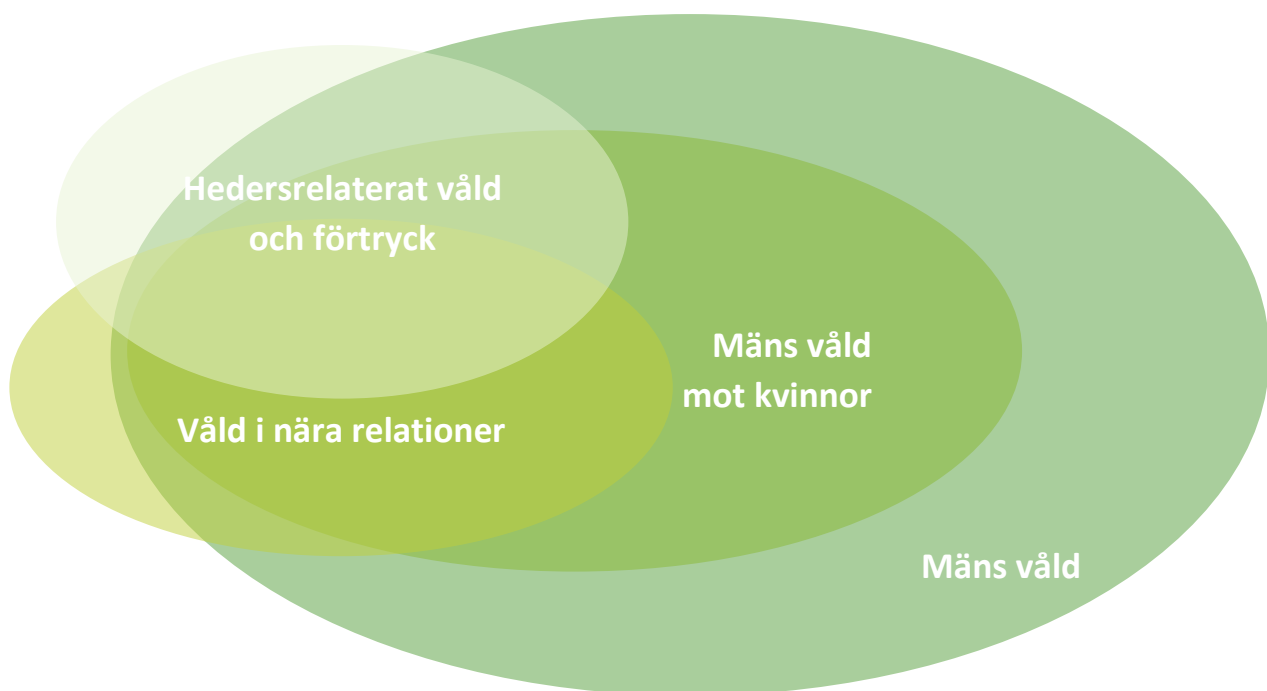 Hedersrelaterat våld
och förtryck
Mäns våld
mot kvinnor
Våld i nära relationer
Mäns våld